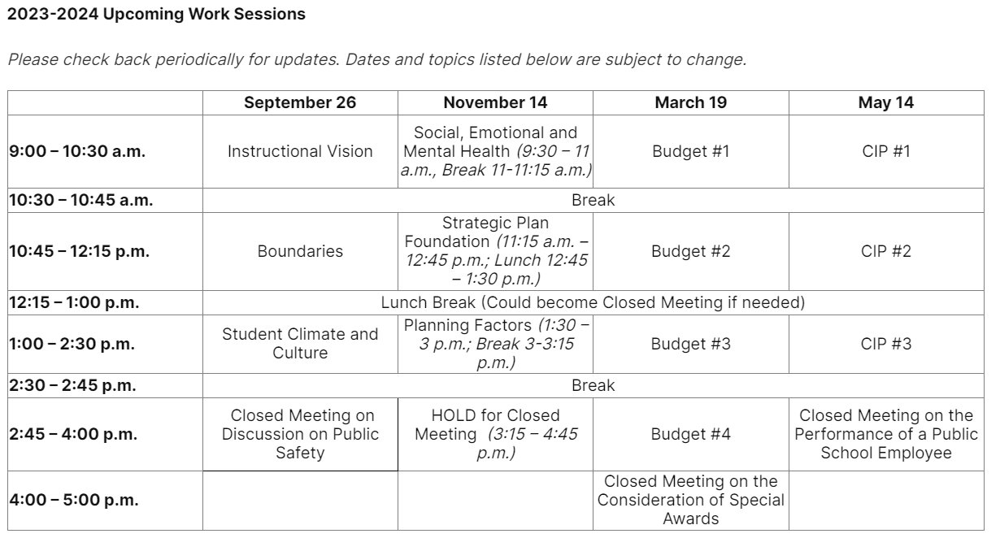 2023-2024 Upcoming Work Sessions
Please check back periodically for updates. Dates and topics listed below are subject to change.
September 26 November 14 March 19 May 14
9:00 – 10:30 a.m. Instructional Vision Social, Emotional and Mental Health (9:30 – 11 a.m., Break 11-11:15 a.m.) Budget #1 CIP #1
10:30 – 10:45 a.m. Break
10:45 – 12:15 p.m. Boundaries Strategic Plan Foundation (11:15 a.m. – 12:45 p.m.; Lunch 12:45 – 1:30 p.m.) Budget #2 CIP #2
12:15 – 1:00 p.m. Lunch Break (Could become Closed Meeting if needed)
1:00 – 2:30 p.m. Student Climate and Culture Planning Factors (1:30 – 3 p.m.; Break 3-3:15 p.m.) Budget #3 CIP #3
2:30 – 2:45 p.m. Break
2:45 – 4:00 p.m. Closed Meeting on Discussion on Public Safety HOLD for Closed Meeting (3:15 – 4:45 p.m.) Budget #4 Closed Meeting on the Performance of a Public School Employee
4:00 – 5:00 p.m. Closed Meeting on the Consideration of Special Awards